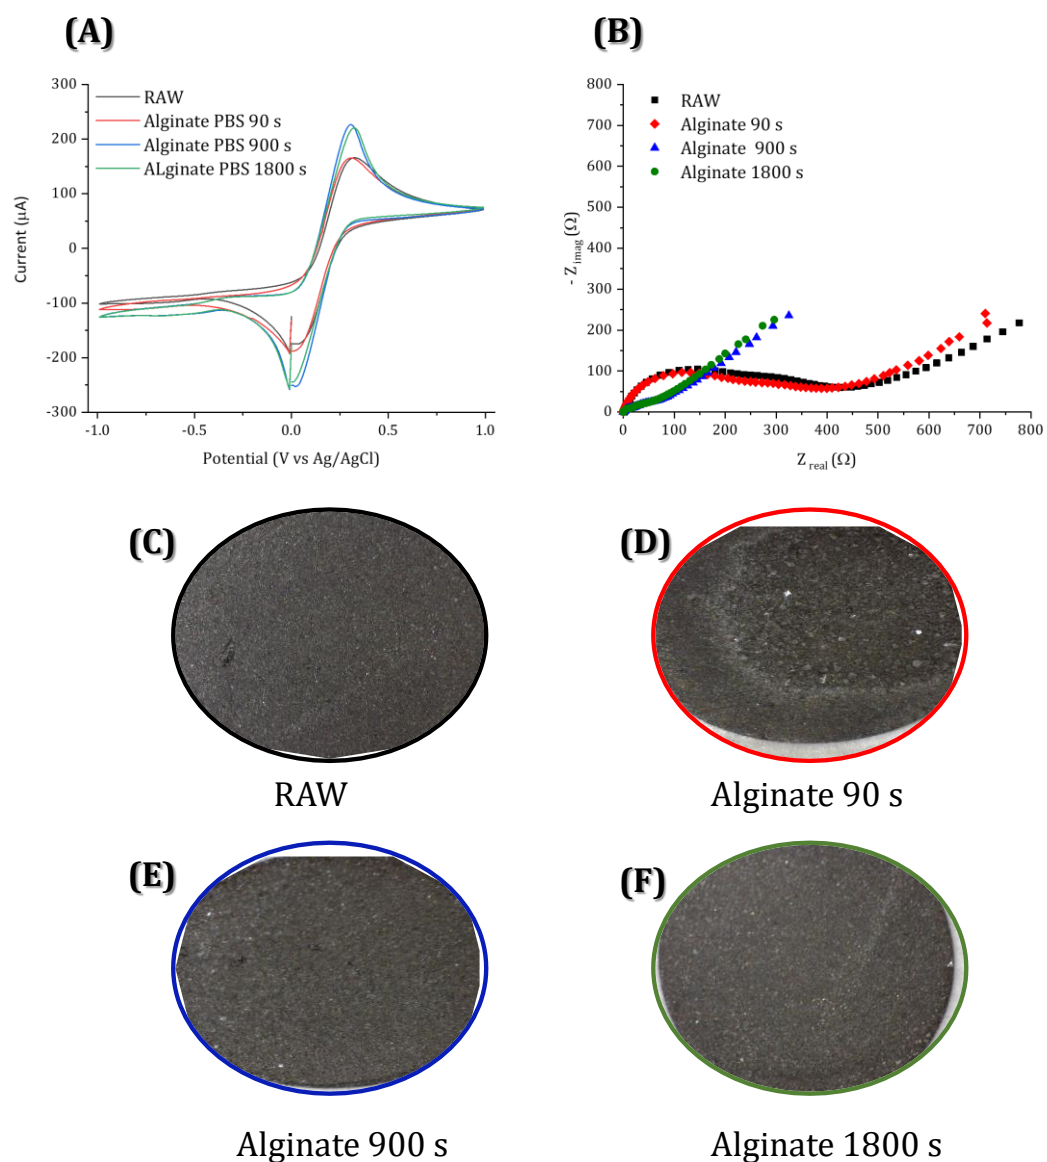 (A)
300
200
100
0
-100
-200
-300
Current (μA)
RAW
Alginate PBS 90 s
Alginate PBS 900 s
ALginate PBS 1800 s
-1.0 -0.5 0.0 0.5 1.0
Potential (V vs Ag/AgCl)
(B)
800
700
600
500
400
300
200
100
0
- Z imag (Ω)
RAW
Alginate 90 s
Alginate 900 s
Alginate 1800 s
0 100 200 300 400 500 600 700 800
Z real (Ω)
(C)
RAW
(D)
Alginate 90 s
(E)
Alginate 900 s
(F)
Alginate 1800 s